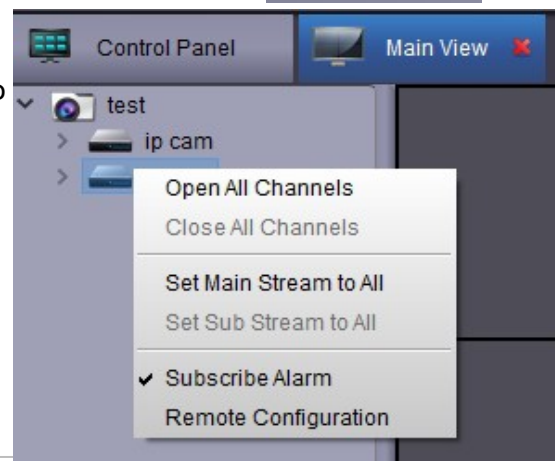 Control Panel
Main View
test
ip cam
Open All Channels
Close All Channels
Set Main Stream to All
Set Sub Stream to All
Subscribe Alarm
Remote Configuration